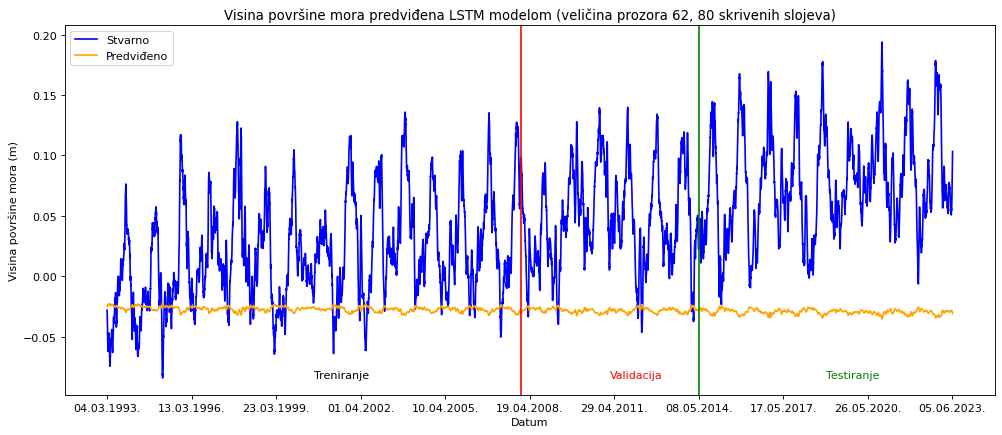 Visina površine mora predviđena LSTM modelom (veličina prozora 62, 80 skrivenih slojeva)
Stvarno
Predviđeno
Visina površine mora (m)
0.20
0.15
0.10
0.05
0.00
−0.05
Treniranje
Validacija
Testiranje
04.03.1993.
13.03.1996.
23.03.1999.
01.04.2002.
10.04.2005.
19.04.2008.
29.04.2011.
08.05.2014.
17.05.2017.
26.05.2020.
05.06.2023.
Datum